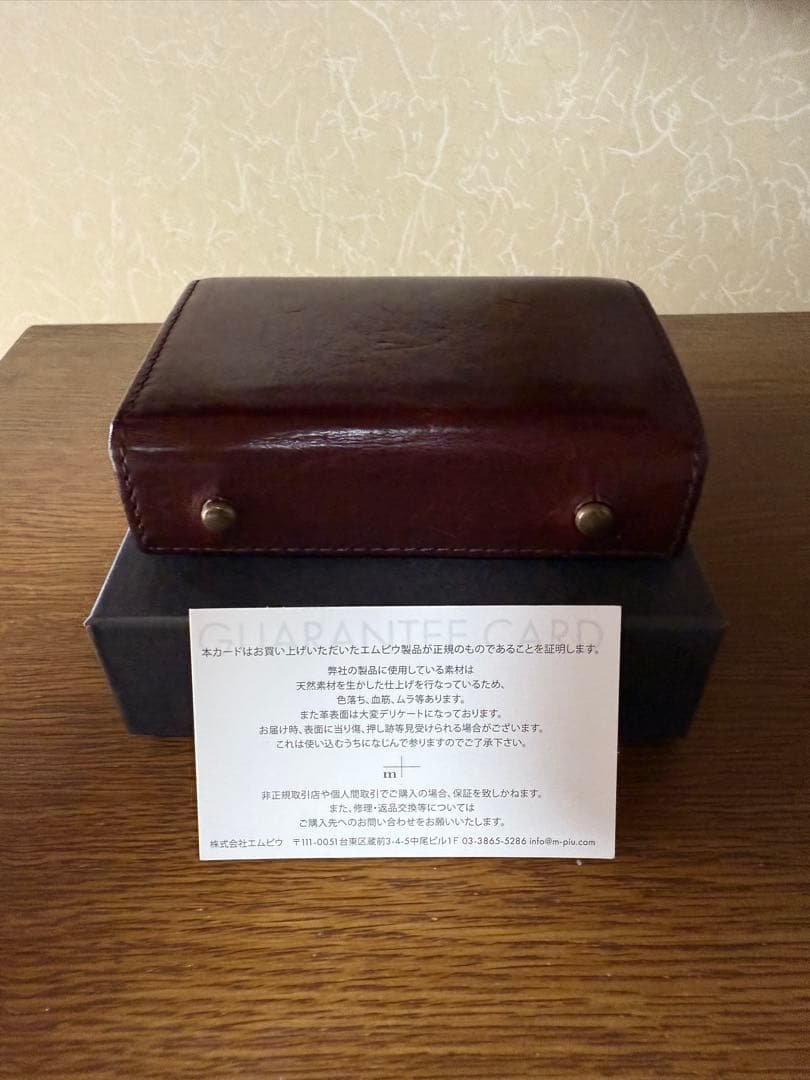 GUARANTEE CARD
本カードはお買い上げいただいたエムピウ製品が正規のものであることを証明します。
弊社の製品に使用している素材は
天然素材を生かした仕上げを行なっているため、
色落ち、血筋、ムラ等あります。
また革表面は大変デリケートになっております。
お届け時、表面に当り傷、押し跡等見受けられる場合がございます。
これは使い込むうちになじんで参りますのでご了承下さい。
m+
非正規取引店や個人間取引でご購入の場合、保証を致しかねます。
また、修理・返品交換等については
ご購入先へのお問い合わせをお願いいたします。
株式会社エムピウ 〒111-0051台東区蔵前3-4-5中尾ビル1F 03-3865-5286 info@m-piu.com